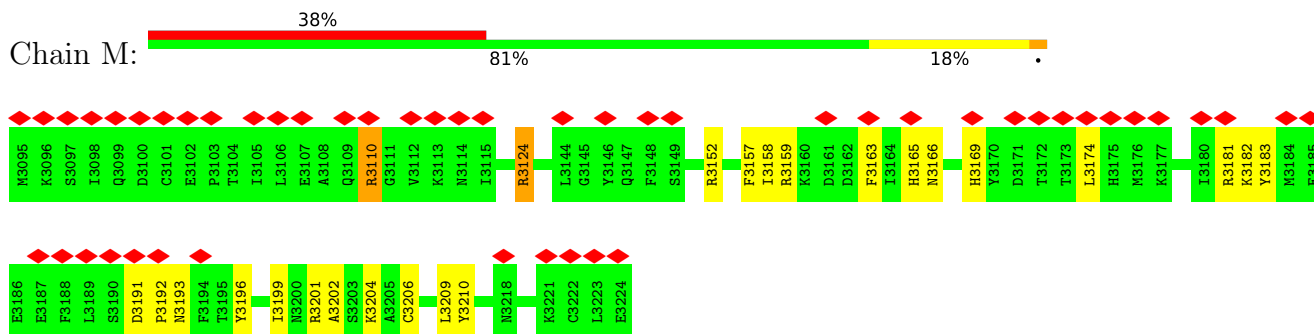 38%
Chain M:
81% 18% •
M3095 K3096 S3097 I3098 Q3099 D3100 C3101 E3102 P3103 T3104 I3105 L3106 E3107 A3108 Q3109 R3110 G3111 V3112 K3113 N3114 I3115 R3124 L3144 G3145 Y3146 Q3147 F3148 S3149 R3152 F3157 I3158 R3159 K3160 D3161 D3162 F3163 I3164 H3165 N3166 H3169 Y3170 D3171 T3172 T3173 L3174 H3175 M3176 K3177 I3180 R3181 K3182 Y3183 M3184 E3185
E3186 E3187 F3188 L3189 S3190 D3191 P3192 N3193 F3194 T3195 Y3196 I3199 N3200 R3201 A3202 S3203 K3204 A3205 C3206 L3209 Y3210 N3218 K3221 C3222 L3223 E3224